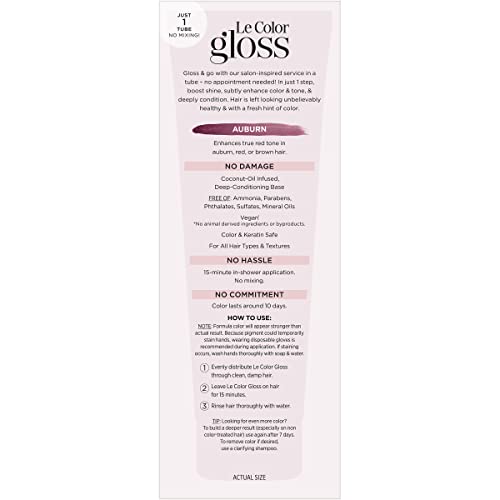 JUST
1
TUBE
NO MIXING!
Le Color
gloss
Gloss & go with our salon-inspired service in a
tube – no appointment needed! In just 1 step,
boost shine, subtly enhance color & tone, &
deeply condition. Hair is left looking unbelievably
healthy & with a fresh hint of color.
AUBURN
Enhances true red tone in
auburn, red, or brown hair.
NO DAMAGE
Coconut-Oil Infused,
Deep-Conditioning Base
FREE OF: Ammonia, Parabens,
Phthalates, Sulfates, Mineral Oils
Vegan*
*No animal derived ingredients or byproducts.
Color & Keratin Safe
For All Hair Types & Textures
NO HASSLE
15-minute in-shower application.
No mixing.
NO COMMITMENT
Color lasts around 10 days.
HOW TO USE:
NOTE: Formula color will appear stronger than
actual result. Because pigment could temporarily
stain hands, wearing disposable gloves is
recommended during application. If staining
occurs, wash hands thoroughly with soap & water.
1 Evenly distribute Le Color Gloss
through clean, damp hair.
2 Leave Le Color Gloss on hair
for 15 minutes.
3 Rinse hair thoroughly with water.
TIP: Looking for even more color?
To build a deeper result (especially on non
color-treated hair) use again after 7 days.
To remove color if desired,
use a clarifying shampoo.
ACTUAL SIZE